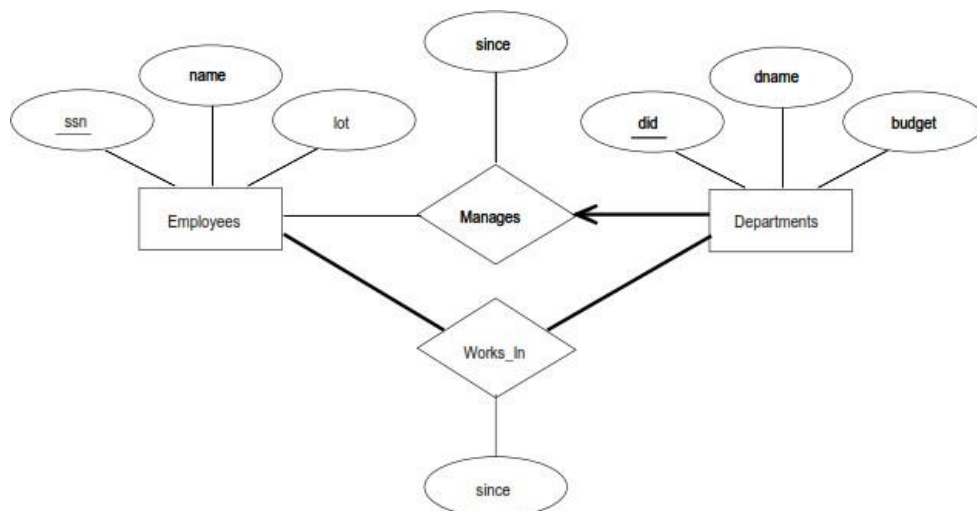 since
name
dname
ssn
lot
did
budget
Employees
Manages
Departments
Works_In
since